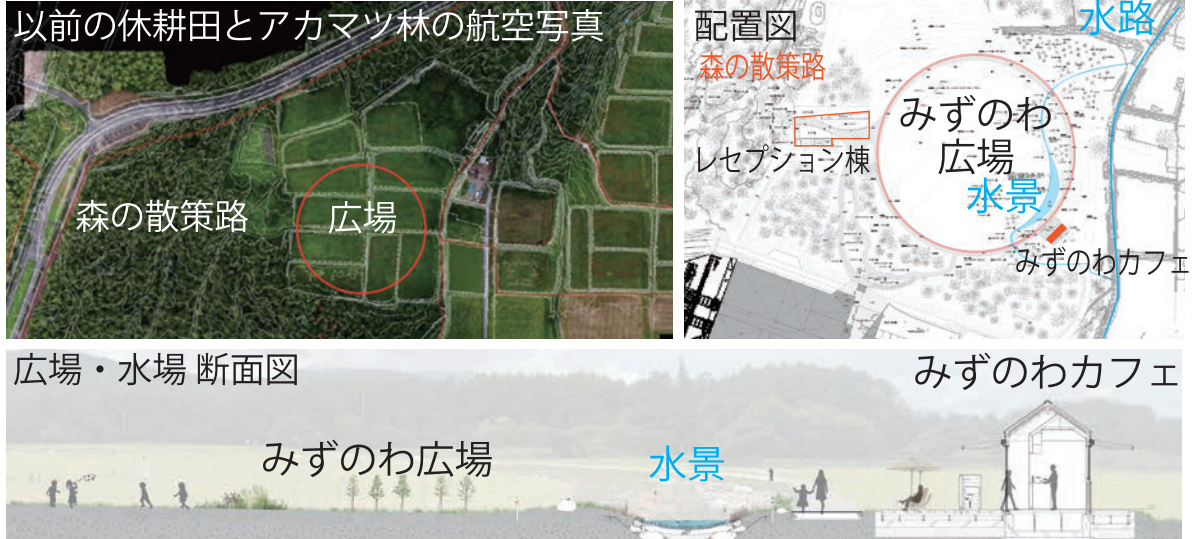 以前の休耕田とアカマツ林の航空写真
森の散策路
広場
配置図
森の散策路
水路
みずのわ
広場
レセプション棟
水景
みずのわカフェ
広場・水場 断面図
みずのわカフェ
みずのわ広場
水景